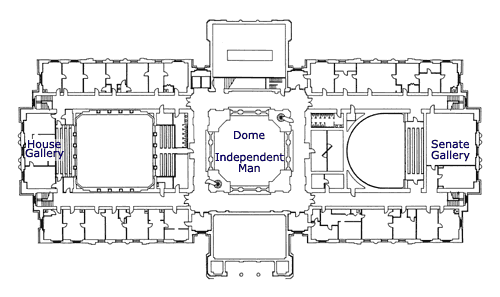 House
Gallery
Dome
Independent
Man
Senate
Gallery